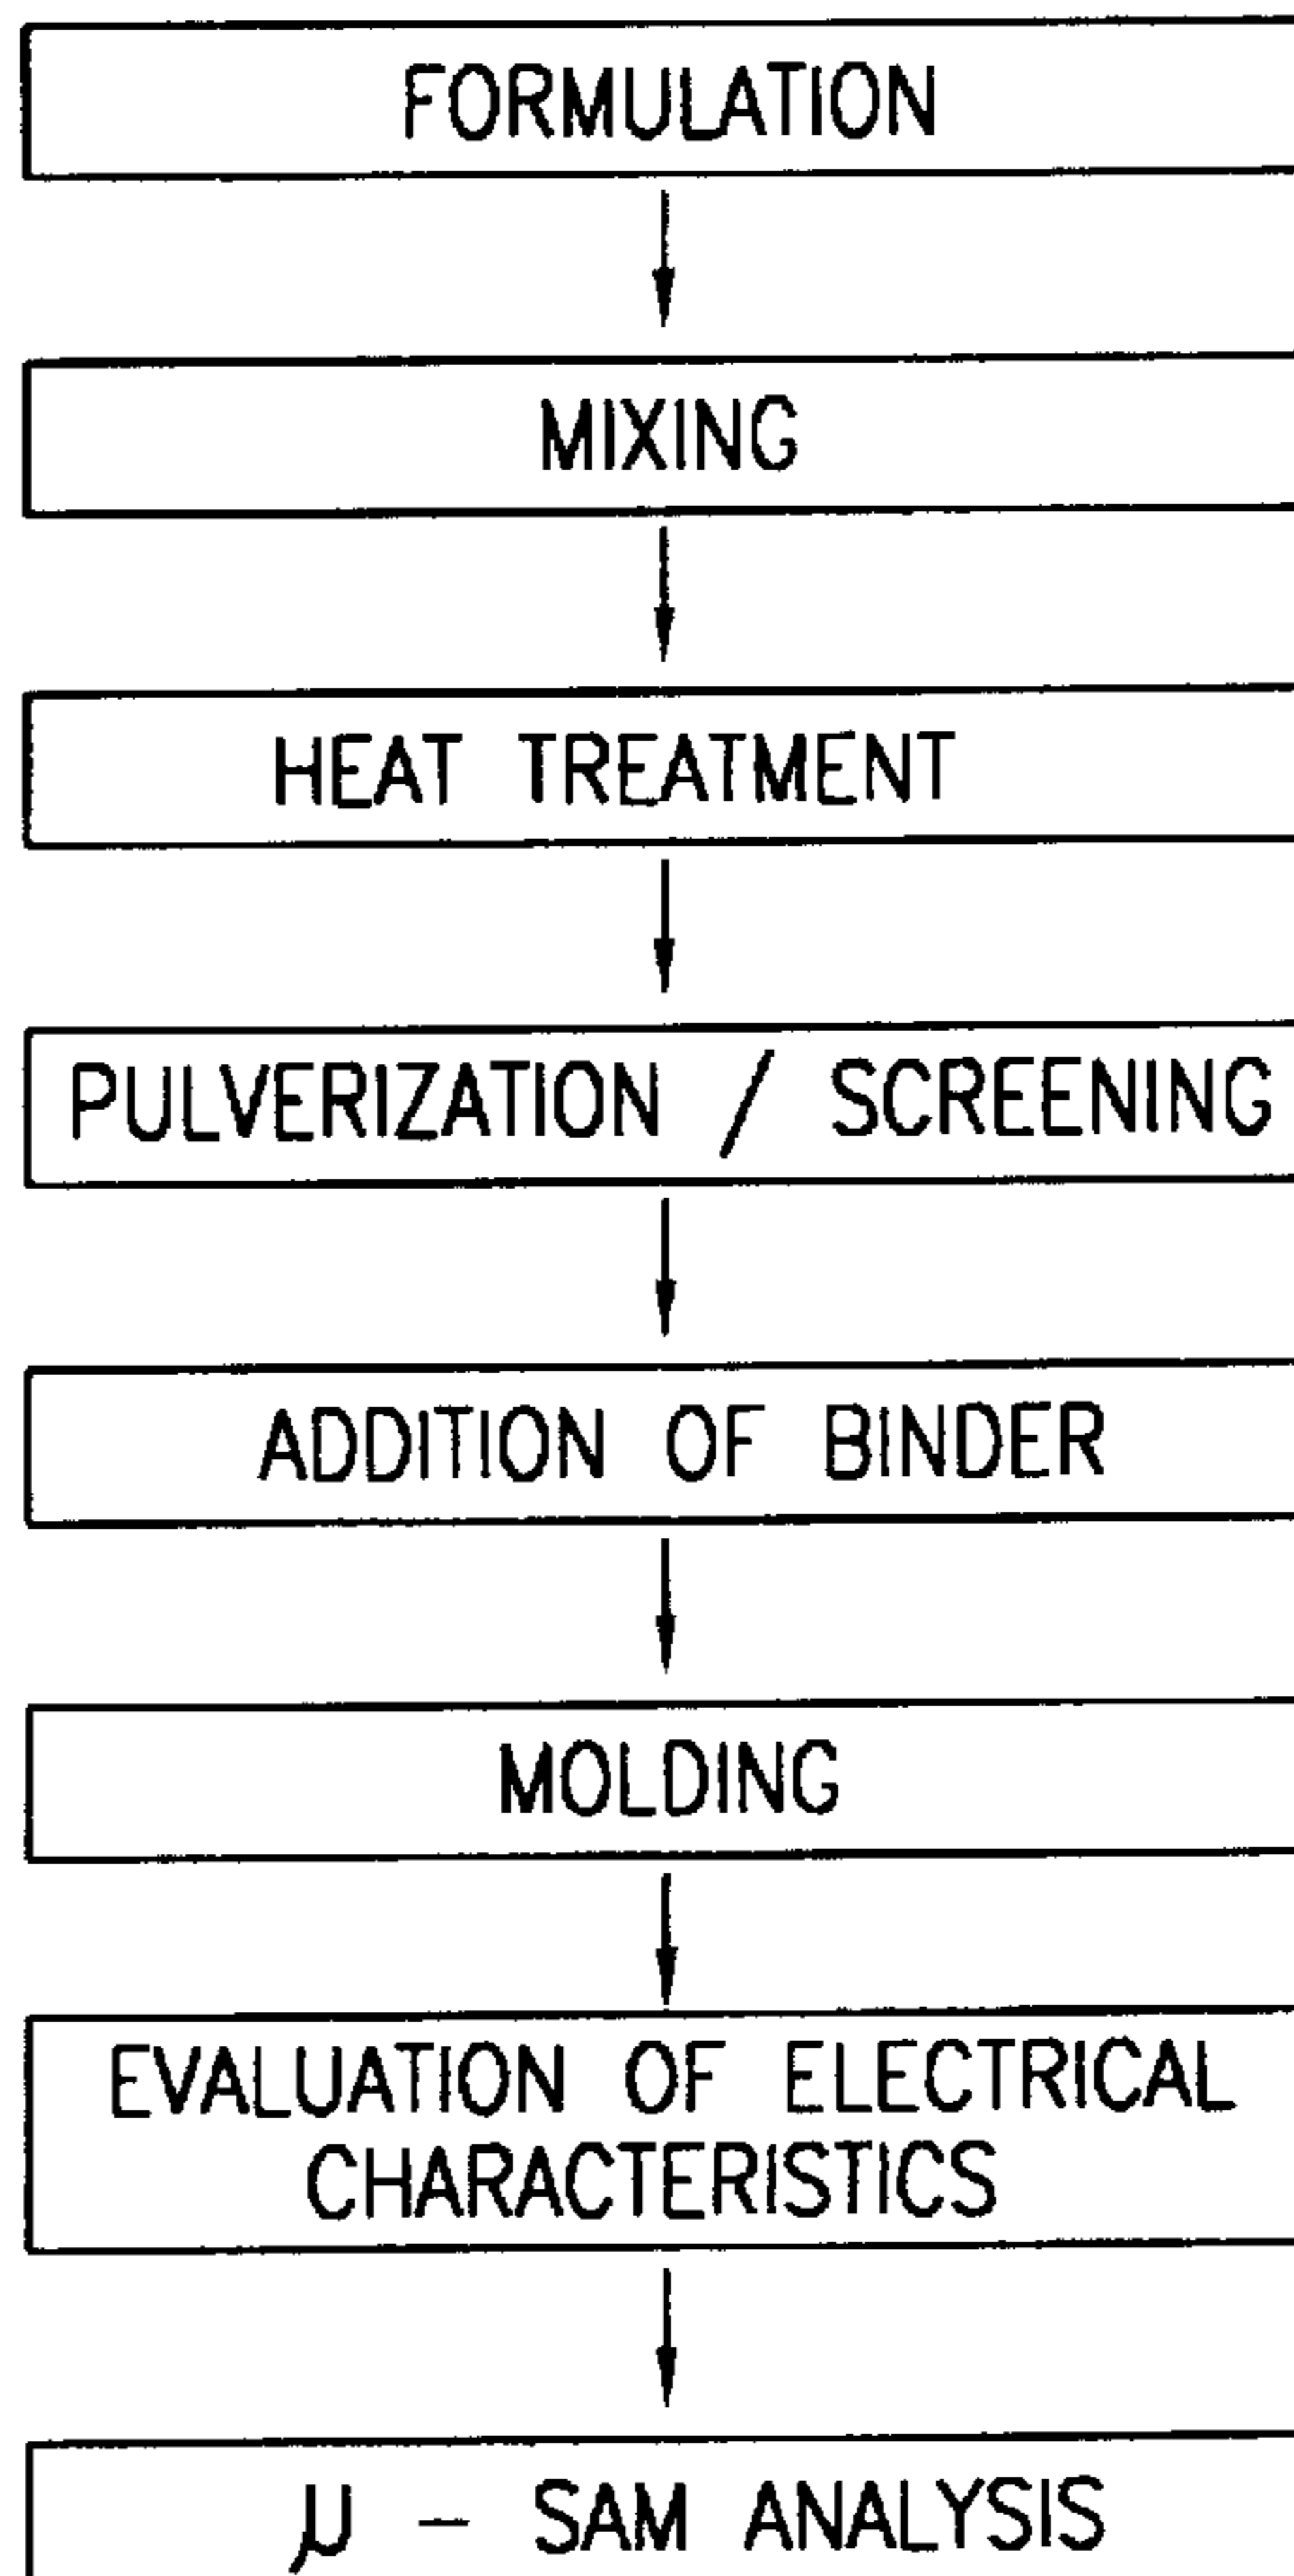 FORMULATION
MIXING
HEAT TREATMENT
PULVERIZATION / SCREENING
ADDITION OF BINDER
MOLDING
EVALUATION OF ELECTRICAL
CHARACTERISTICS
μ - SAM ANALYSIS